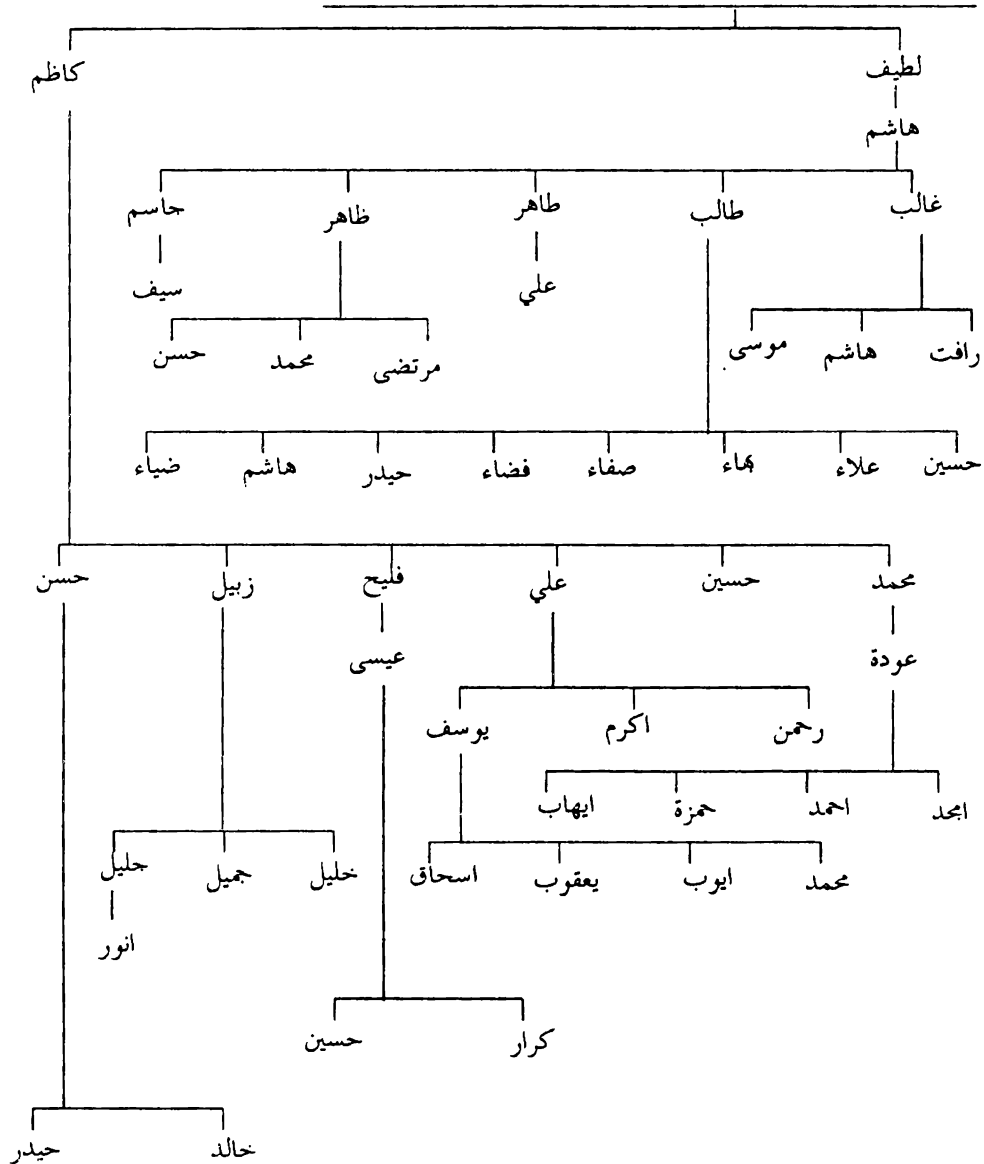 لطيف كاظم
هاشم
غالب طالب طاهر ظاهر جاسم
علي سيف
رافت هاشم موسى مرتضى محمد حسن
حسين علاء بهاء صفاء فضاء حيدر هاشم ضياء
محمد حسين علي فليح زبيل حسن
عودة عيسى
رحمن اكرم يوسف
امجد احمد حمزة ايهاب
محمد ايوب يعقوب اسحاق خليل جميل جليل
انور
كرار حسين
خالد حيدر